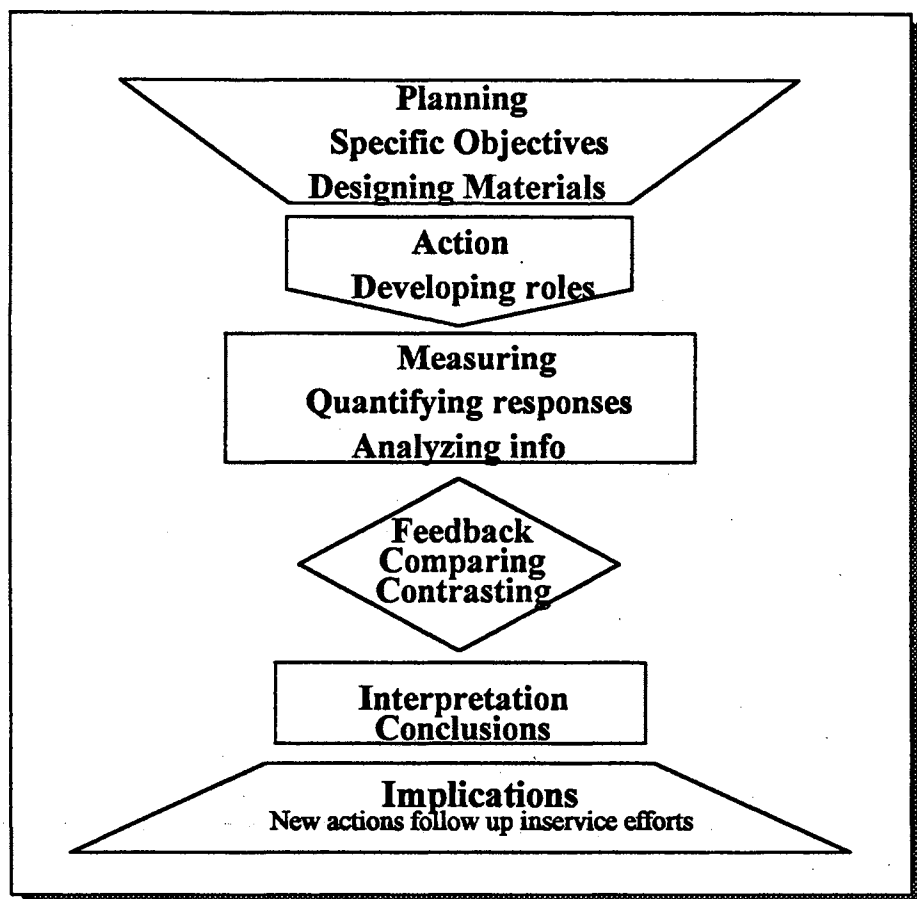 Planning
Specific Objectives
Designing Materials
Action
Developing roles
Measuring
Quantifying responses
Analyzing info
Feedback
Comparing
Contrasting
Interpretation
Conclusions
Implications
New actions follow up inservice efforts